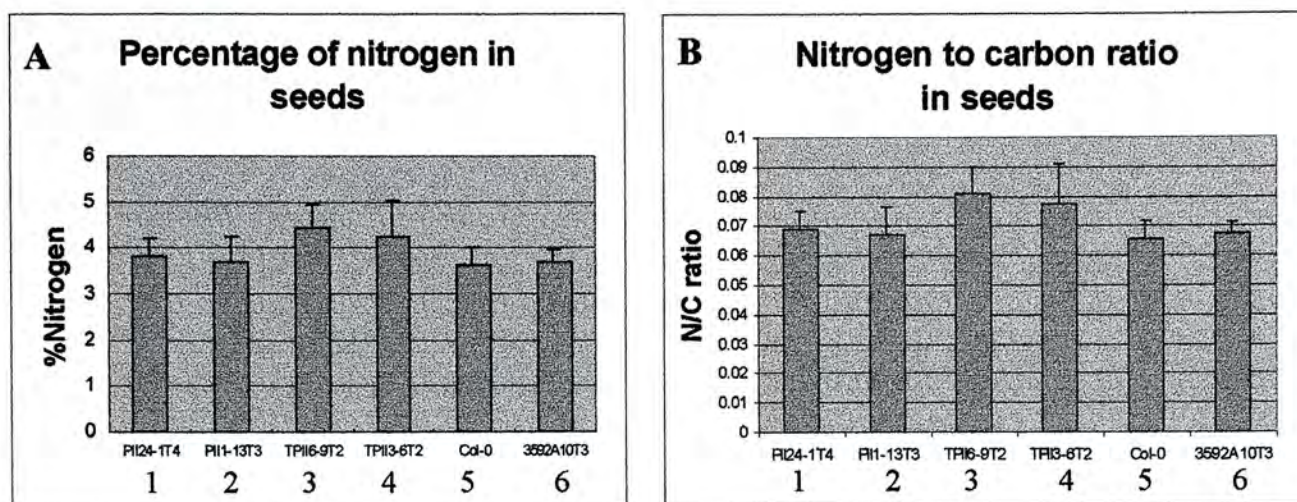 A
Percentage of nitrogen in
seeds
%Nitrogen
6
5
4
3
2
1
0
PII24-1T4 PII1-13T3 TPII6-9T2 TPII3-6T2 Col-0 3592A10T3
1 2 3 4 5 6
B
Nitrogen to carbon ratio
in seeds
N/C ratio
0.1
0.09
0.08
0.07
0.06
0.05
0.04
0.03
0.02
0.01
0
PII24-1T4 PII1-13T3 TPII6-9T2 TPII3-6T2 Col-0 3592A10T3
1 2 3 4 5 6